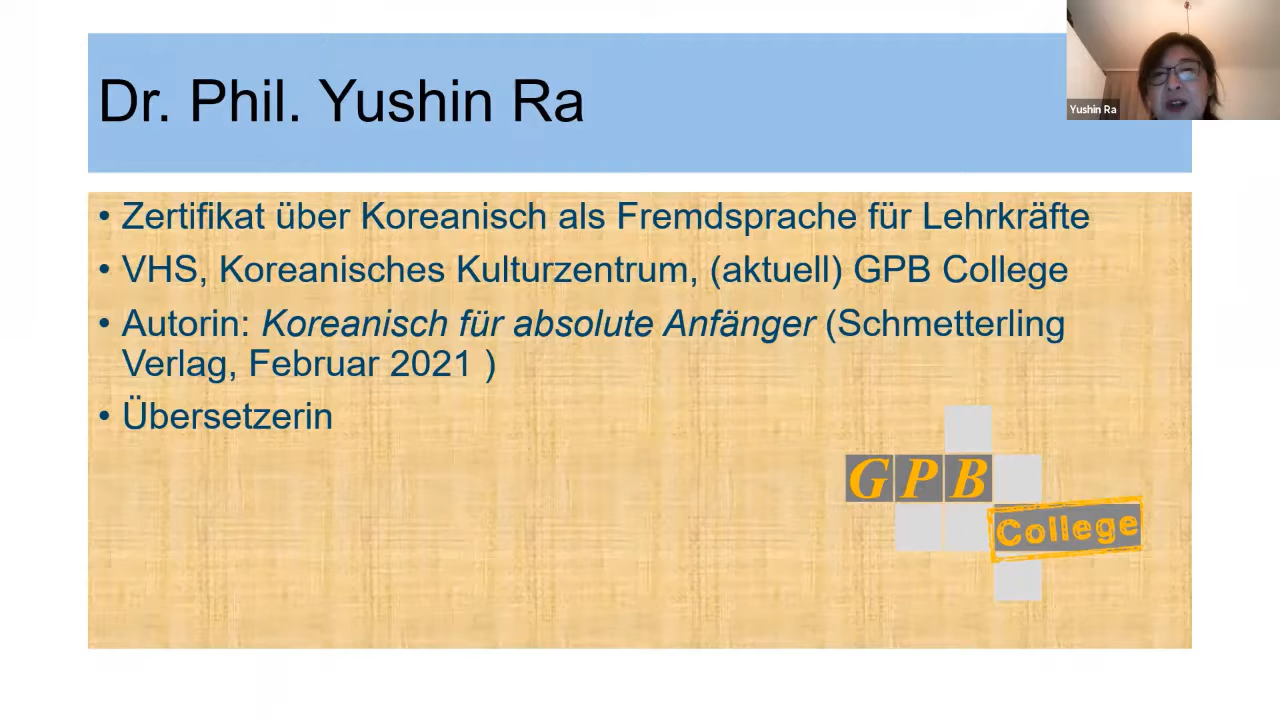 Dr. Phil. Yushin Ra
Yushin Ra
• Zertifikat über Koreanisch als Fremdsprache für Lehrkräfte
• VHS, Koreanisches Kulturzentrum, (aktuell) GPB College
• Autorin: Koreanisch für absolute Anfänger (Schmetterling
Verlag, Februar 2021 )
• Übersetzerin
GPB
College